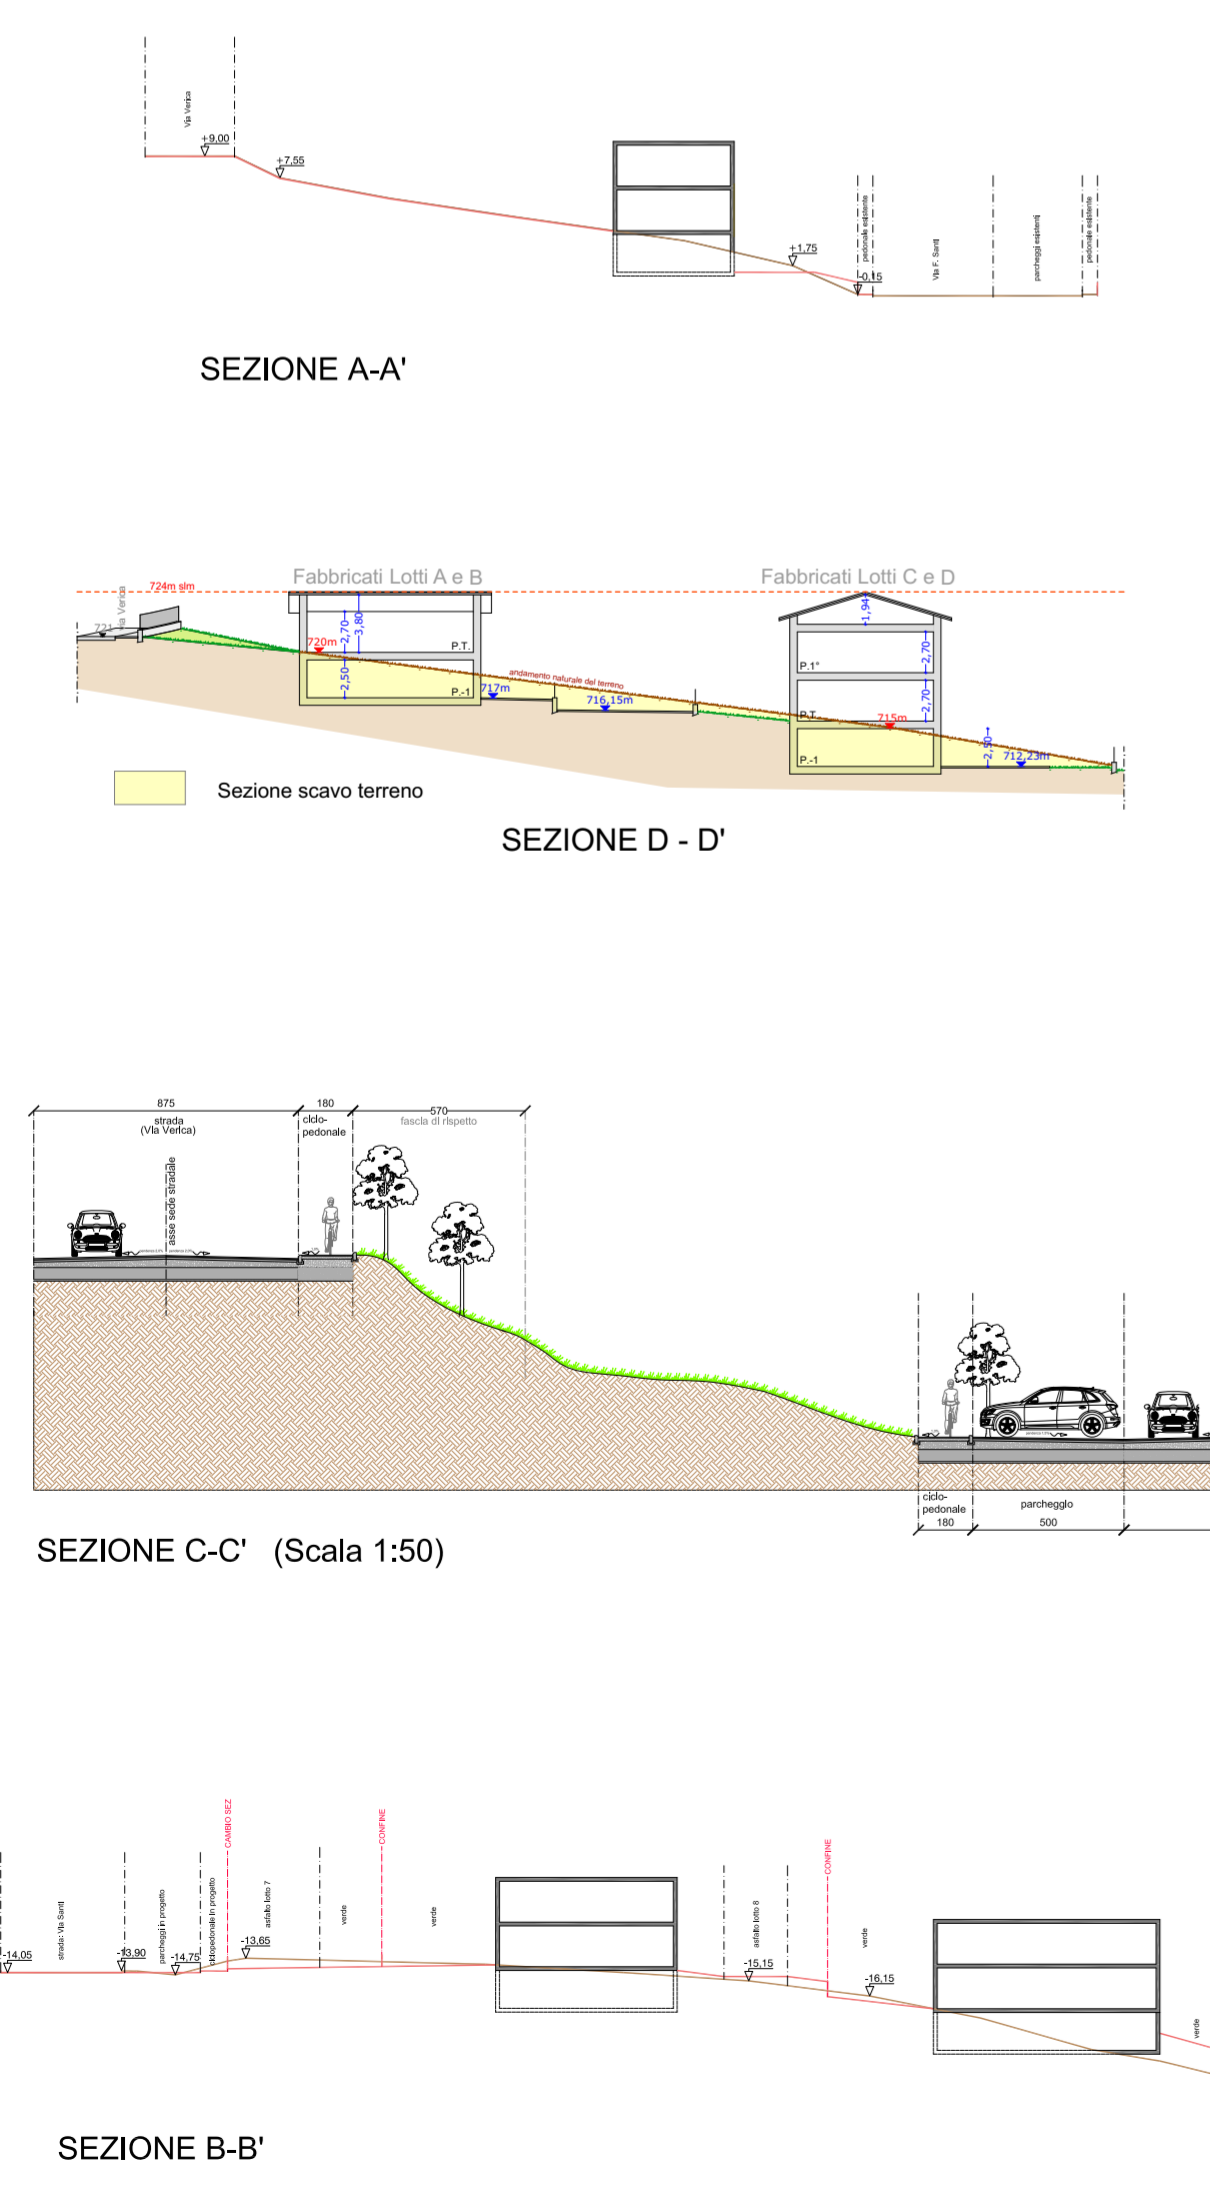 Via Verica
+9,00
+7,55
+1,75
-0,15
pedonale esistente
Via F. Santi
parcheggi esistenti
pedonale esistente
SEZIONE A-A'
Fabbricati Lotti A e B
Fabbricati Lotti C e D
724m slm
via Verica
721
720m
2,70
3,80
2,50
P.T.
P.-1
717m
andamento naturale del terreno
716,15m
1,94
P.1°
2,70
P.T.
2,70
715m
P.-1
2,50
712,23m
Sezione scavo terreno
SEZIONE D - D'
875
180
570
strada
(Via Verica)
ciclo-
pedonale
fascia di rispetto
asse sede stradale
ciclo-
pedonale
180
parcheggio
500
SEZIONE C-C' (Scala 1:50)
-14,05
strada: Via Santi
-13,90
parcheggi in progetto
-14,75
ciclopedonale in progetto
CAMBIO SEZ
-13,65
asfalto lotto 7
verde
CONFINE
verde
asfalto lotto 8
-15,15
CONFINE
verde
-16,15
verde
SEZIONE B-B'